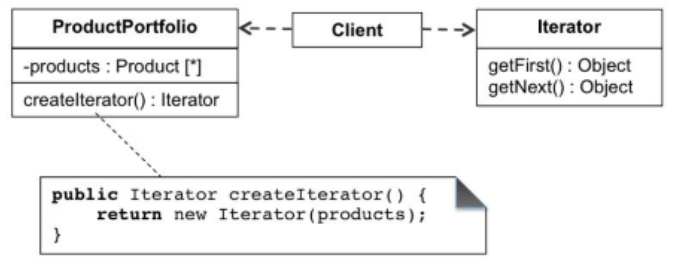 ProductPortfolio
-products : Product [*]
createIterator() : Iterator
Client
Iterator
getFirst() : Object
getNext() : Object
public Iterator createIterator() {
    return new Iterator(products);
}